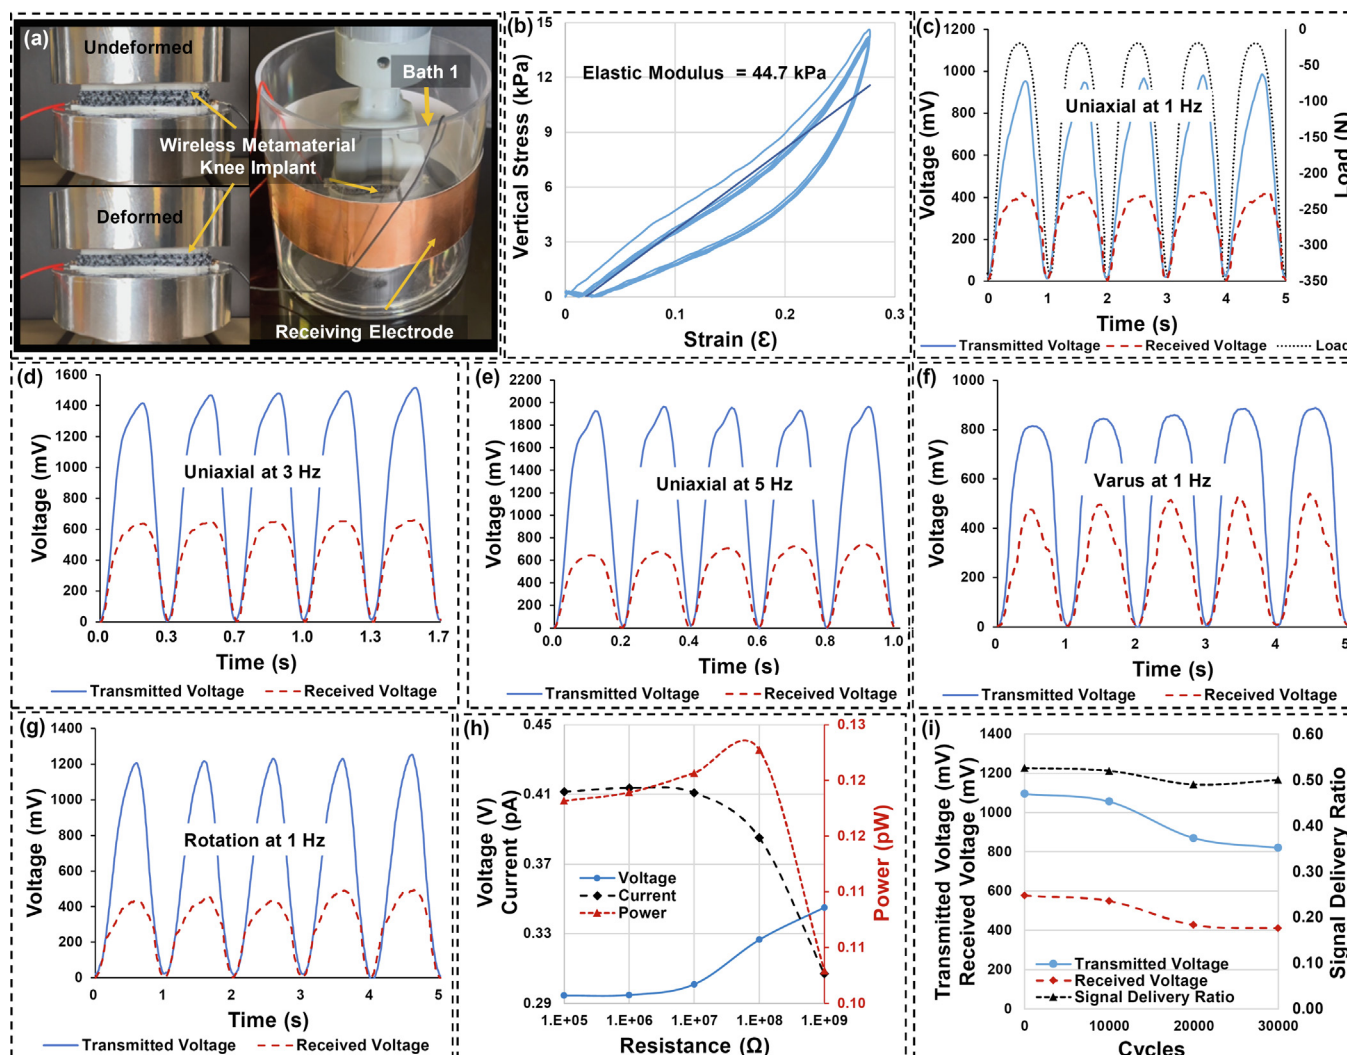 (a)
Undeformed
Bath 1
Wireless Metamaterial
Knee Implant
Deformed
Receiving Electrode
(b)
Elastic Modulus = 44.7 kPa
Vertical Stress (kPa)
15
12
9
6
3
0
0
0.1
0.2
0.3
Strain (Ɛ)
(c)
Uniaxial at 1 Hz
Voltage (mV)
1200
1000
800
600
400
200
0
Load (N)
0
-50
-100
-150
-200
-250
-300
-350
0
1
2
3
4
5
Time (s)
Transmitted Voltage
Received Voltage
Load
(d)
Uniaxial at 3 Hz
Voltage (mV)
1600
1400
1200
1000
800
600
400
200
0
0.0
0.3
0.7
1.0
1.3
1.7
Time (s)
Transmitted Voltage
Received Voltage
(e)
Uniaxial at 5 Hz
Voltage (mV)
2200
2000
1800
1600
1400
1200
1000
800
600
400
200
0
0.0
0.2
0.4
0.6
0.8
1.0
Time (s)
Transmitted Voltage
Received Voltage
(f)
Varus at 1 Hz
Voltage (mV)
1000
800
600
400
200
0
0
1
2
3
4
5
Time (s)
Transmitted Voltage
Received Voltage
(g)
Rotation at 1 Hz
Voltage (mV)
1400
1200
1000
800
600
400
200
0
0
1
2
3
4
5
Time (s)
Transmitted Voltage
Received Voltage
(h)
Voltage (V)
Current (pA)
0.45
0.41
0.37
0.33
0.29
Power (pW)
0.13
0.12
0.12
0.11
0.11
0.10
Voltage
Current
Power
1.E+05
1.E+06
1.E+07
1.E+08
1.E+09
Resistance (Ω)
(i)
Transmitted Voltage (mV)
Received Voltage (mV)
1400
1200
1000
800
600
400
200
0
Signal Delivery Ratio
0.60
0.50
0.40
0.30
0.20
0.10
0.00
Transmitted Voltage
Received Voltage
Signal Delivery Ratio
0
10000
20000
30000
Cycles